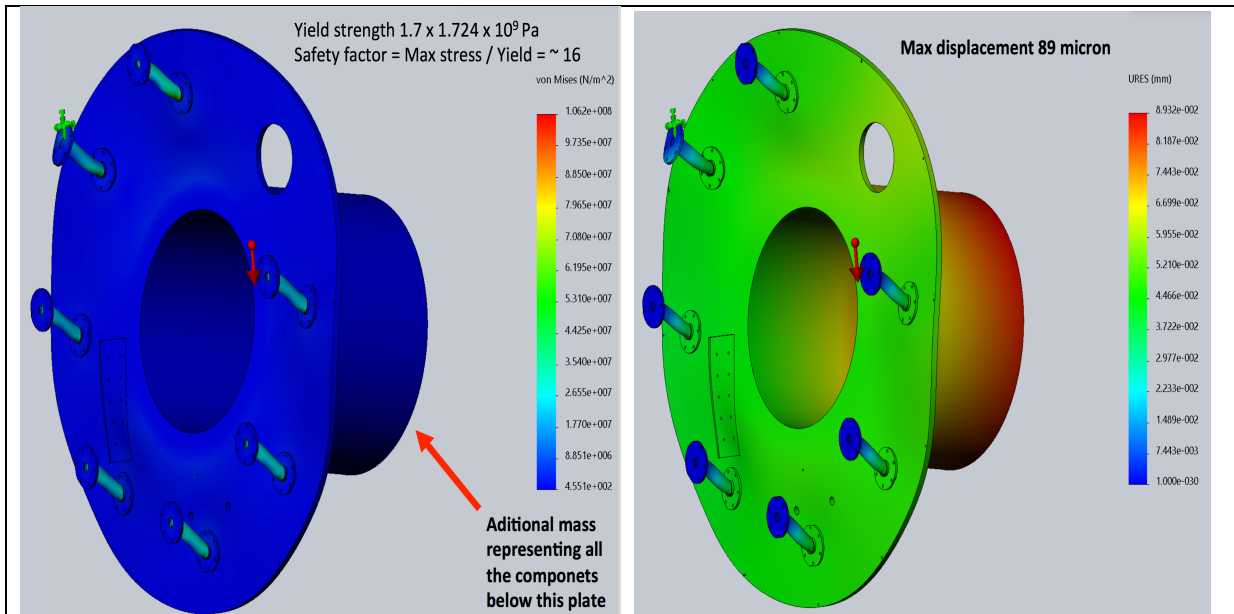 Yield strength 1.7 x 1.724 x 10⁹ Pa
Safety factor = Max stress / Yield = ~ 16
von Mises (N/m^2)
1.062e+008
9.735e+007
8.850e+007
7.965e+007
7.080e+007
6.195e+007
5.310e+007
4.425e+007
3.540e+007
2.655e+007
1.770e+007
8.851e+006
4.551e+002
Aditional mass
representing all
the componets
below this plate
Max displacement 89 micron
URES (mm)
8.932e-002
8.187e-002
7.443e-002
6.699e-002
5.955e-002
5.210e-002
4.466e-002
3.722e-002
2.977e-002
2.233e-002
1.489e-002
7.443e-003
1.000e-030